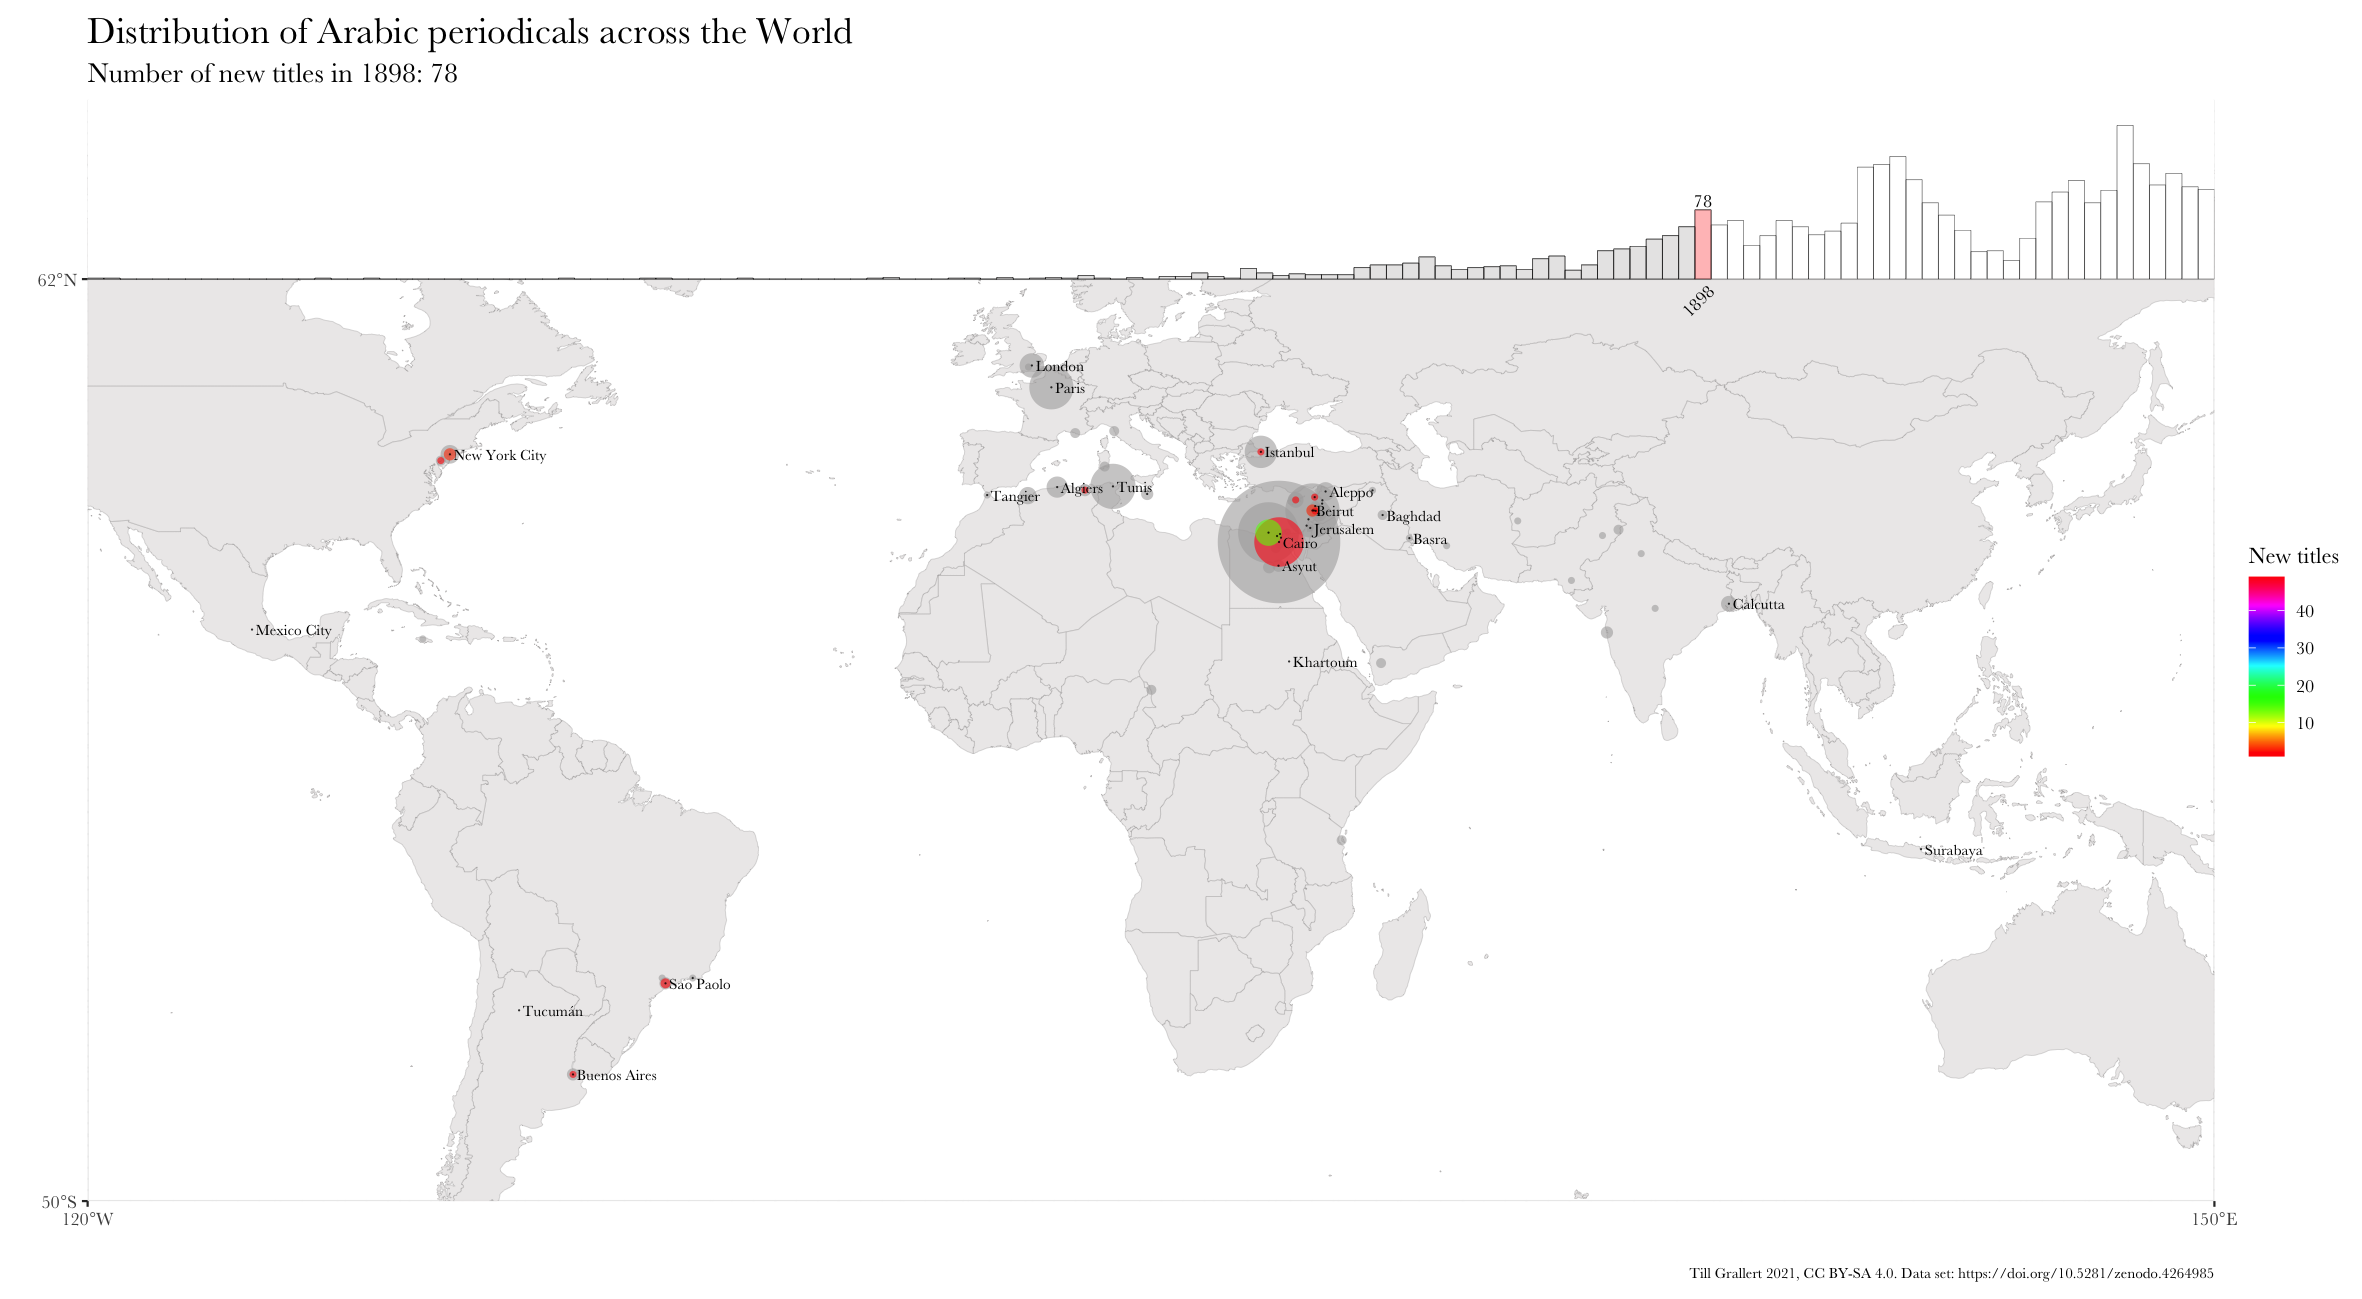 Distribution of Arabic periodicals across the World
Number of new titles in 1898: 78
78
62°N
1898
London
Paris
New York City
Istanbul
Tangier
Algiers
Tunis
Aleppo
Beirut
Baghdad
Jerusalem
Basra
Cairo
Asyut
New titles
40
30
20
10
Calcutta
Mexico City
Khartoum
Surabaya
Sao Paolo
Tucumán
Buenos Aires
50°S
120°W
150°E
Till Grallert 2021, CC BY-SA 4.0. Data set: https://doi.org/10.5281/zenodo.4264985